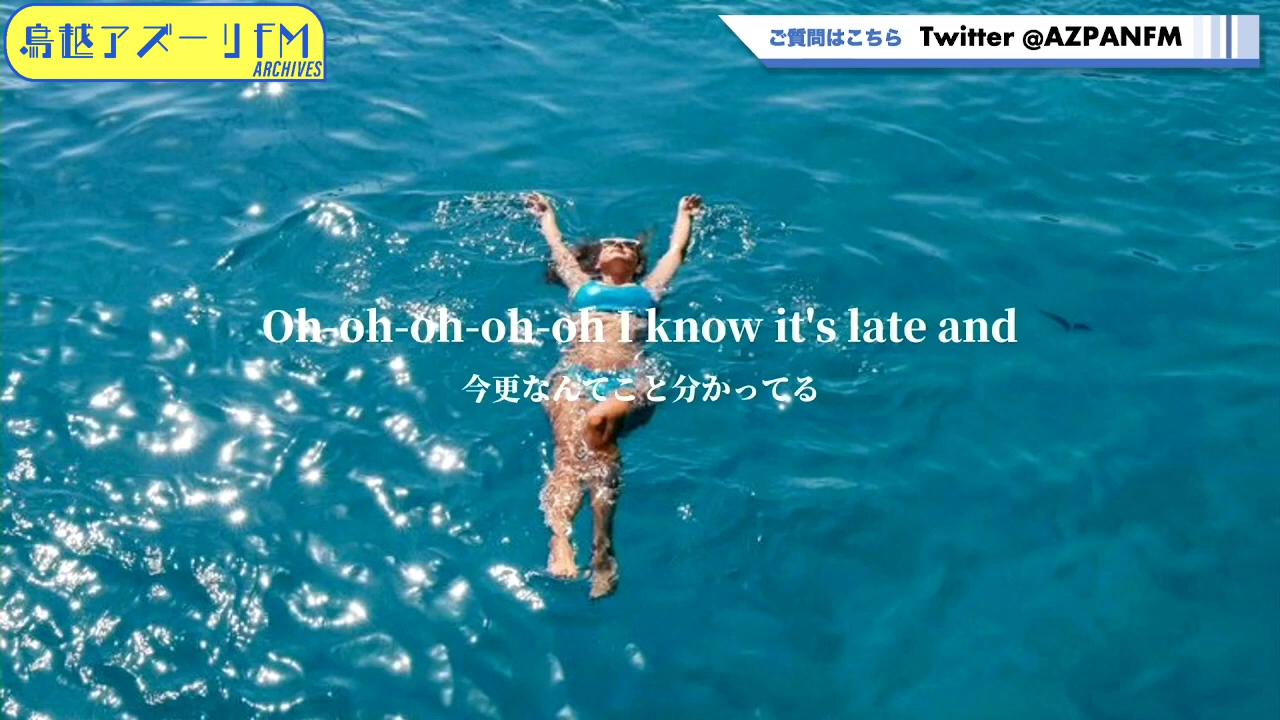 鳥越アズーリFM
ARCHIVES
ご質問はこちら Twitter @AZPANFM
Oh-oh-oh-oh-oh I know it's late and
今更なんてこと分かってる